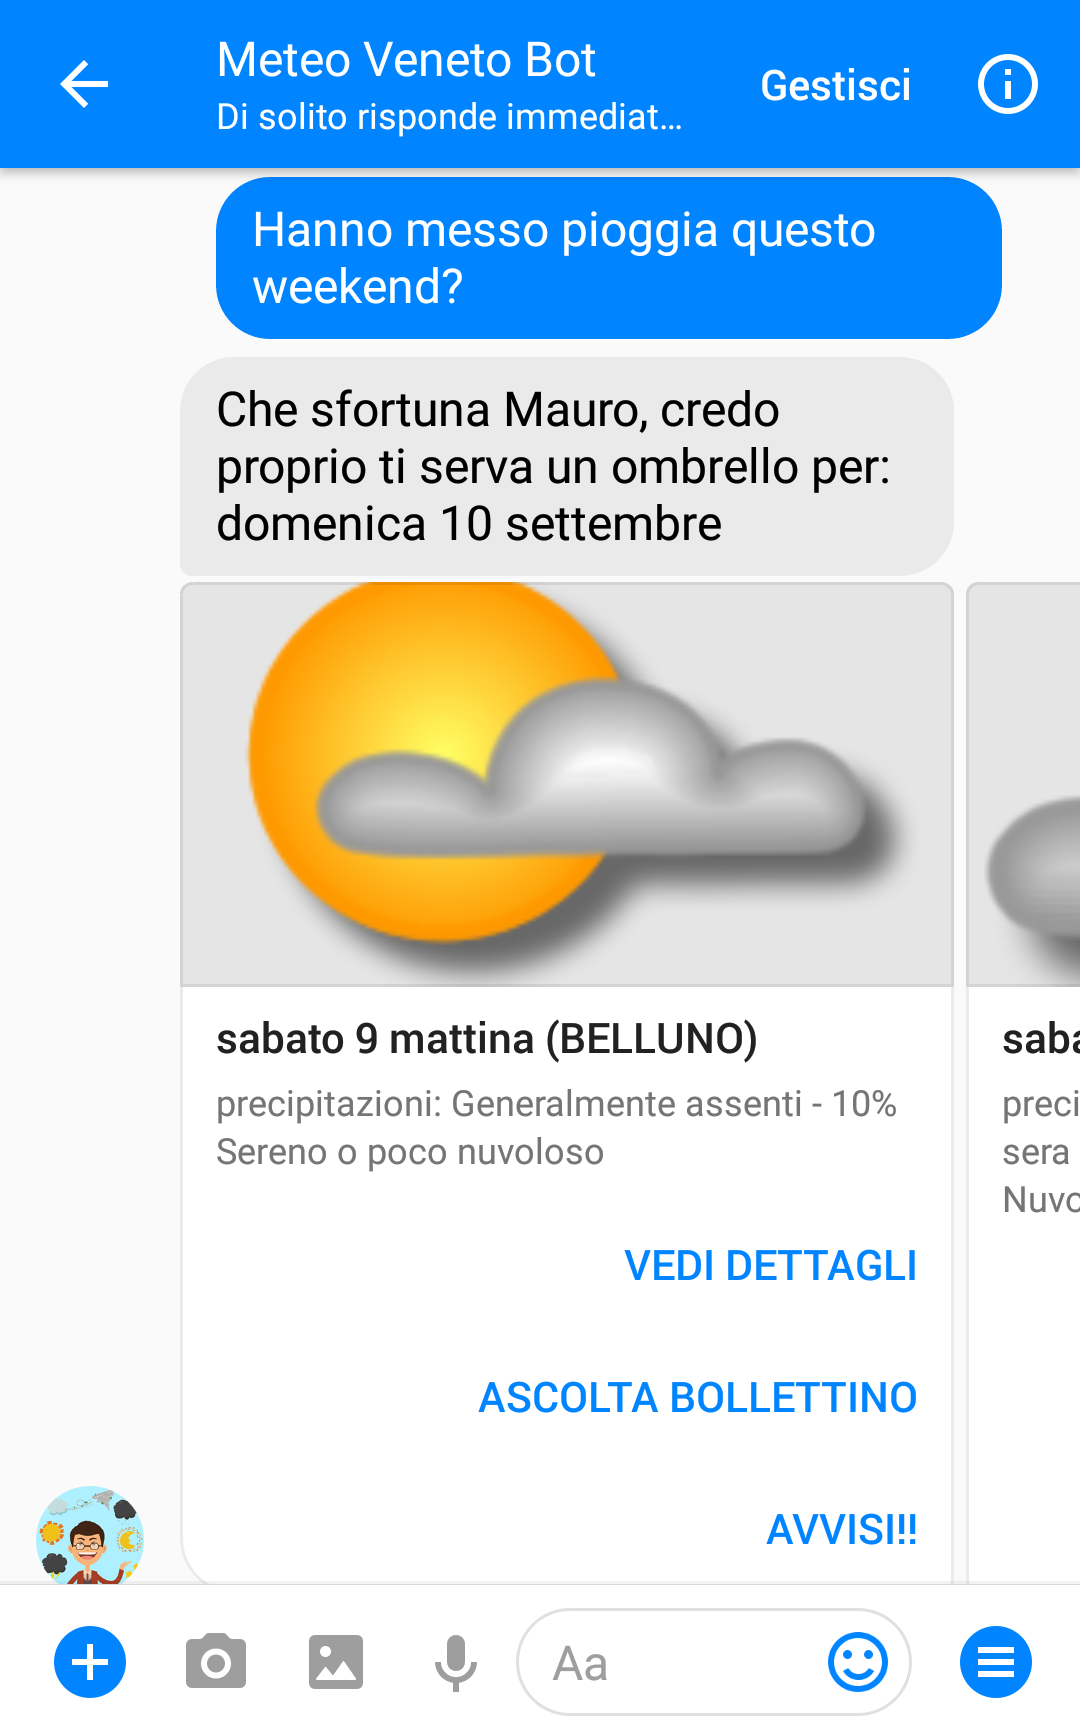 Meteo Veneto Bot
Di solito risponde immediat...
Gestisci
Hanno messo pioggia questo
weekend?
Che sfortuna Mauro, credo
proprio ti serva un ombrello per:
domenica 10 settembre
sabato 9 mattina (BELLUNO)
precipitazioni: Generalmente assenti - 10%
Sereno o poco nuvoloso
VEDI DETTAGLI
ASCOLTA BOLLETTINO
AVVISI!!
saba
preci
sera
Nuvo
Aa